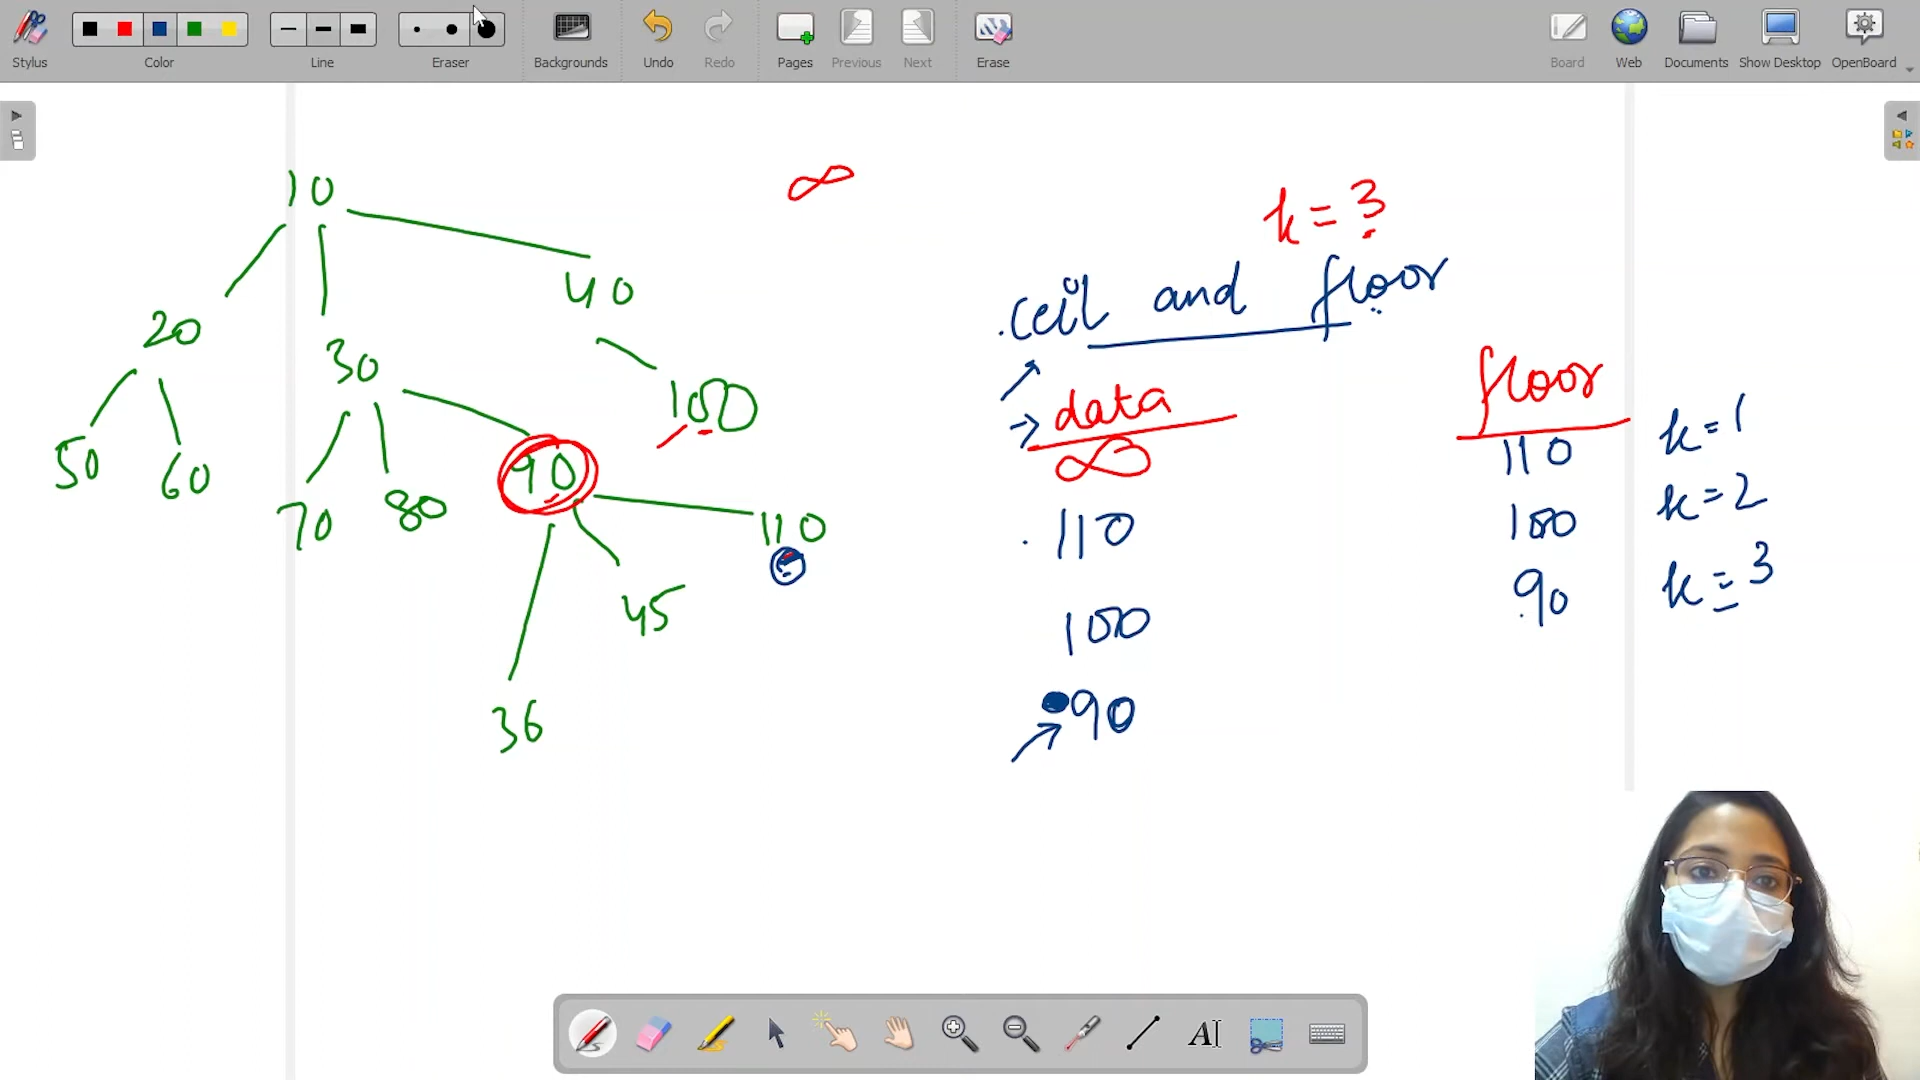 Stylus
Color
Line
Eraser
Backgrounds
Undo
Redo
Pages
Previous
Next
Erase
Board
Web
Documents
Show Desktop
OpenBoard
10
∞
k = 3
40
ceil and floor
20
30
100
data
floor
50
60
90
∞
110
k = 1
70
80
110
110
100
k = 2
45
100
90
k = 3
36
90
AI